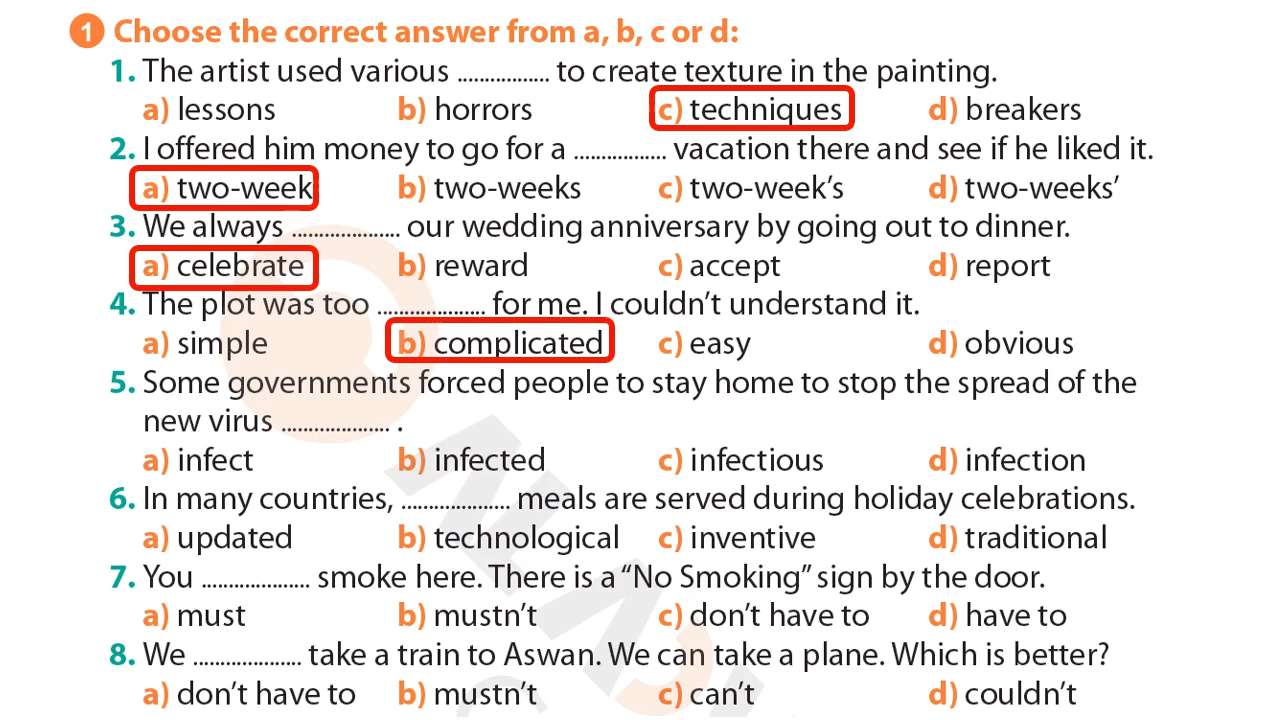 1 Choose the correct answer from a, b, c or d:
1. The artist used various ................. to create texture in the painting.
a) lessons b) horrors c) techniques d) breakers
2. I offered him money to go for a ................. vacation there and see if he liked it.
a) two-week b) two-weeks c) two-week’s d) two-weeks’
3. We always .................... our wedding anniversary by going out to dinner.
a) celebrate b) reward c) accept d) report
4. The plot was too .................... for me. I couldn’t understand it.
a) simple b) complicated c) easy d) obvious
5. Some governments forced people to stay home to stop the spread of the
new virus .................... .
a) infect b) infected c) infectious d) infection
6. In many countries, .................... meals are served during holiday celebrations.
a) updated b) technological c) inventive d) traditional
7. You .................... smoke here. There is a “No Smoking” sign by the door.
a) must b) mustn’t c) don’t have to d) have to
8. We .................... take a train to Aswan. We can take a plane. Which is better?
a) don’t have to b) mustn’t c) can’t d) couldn’t